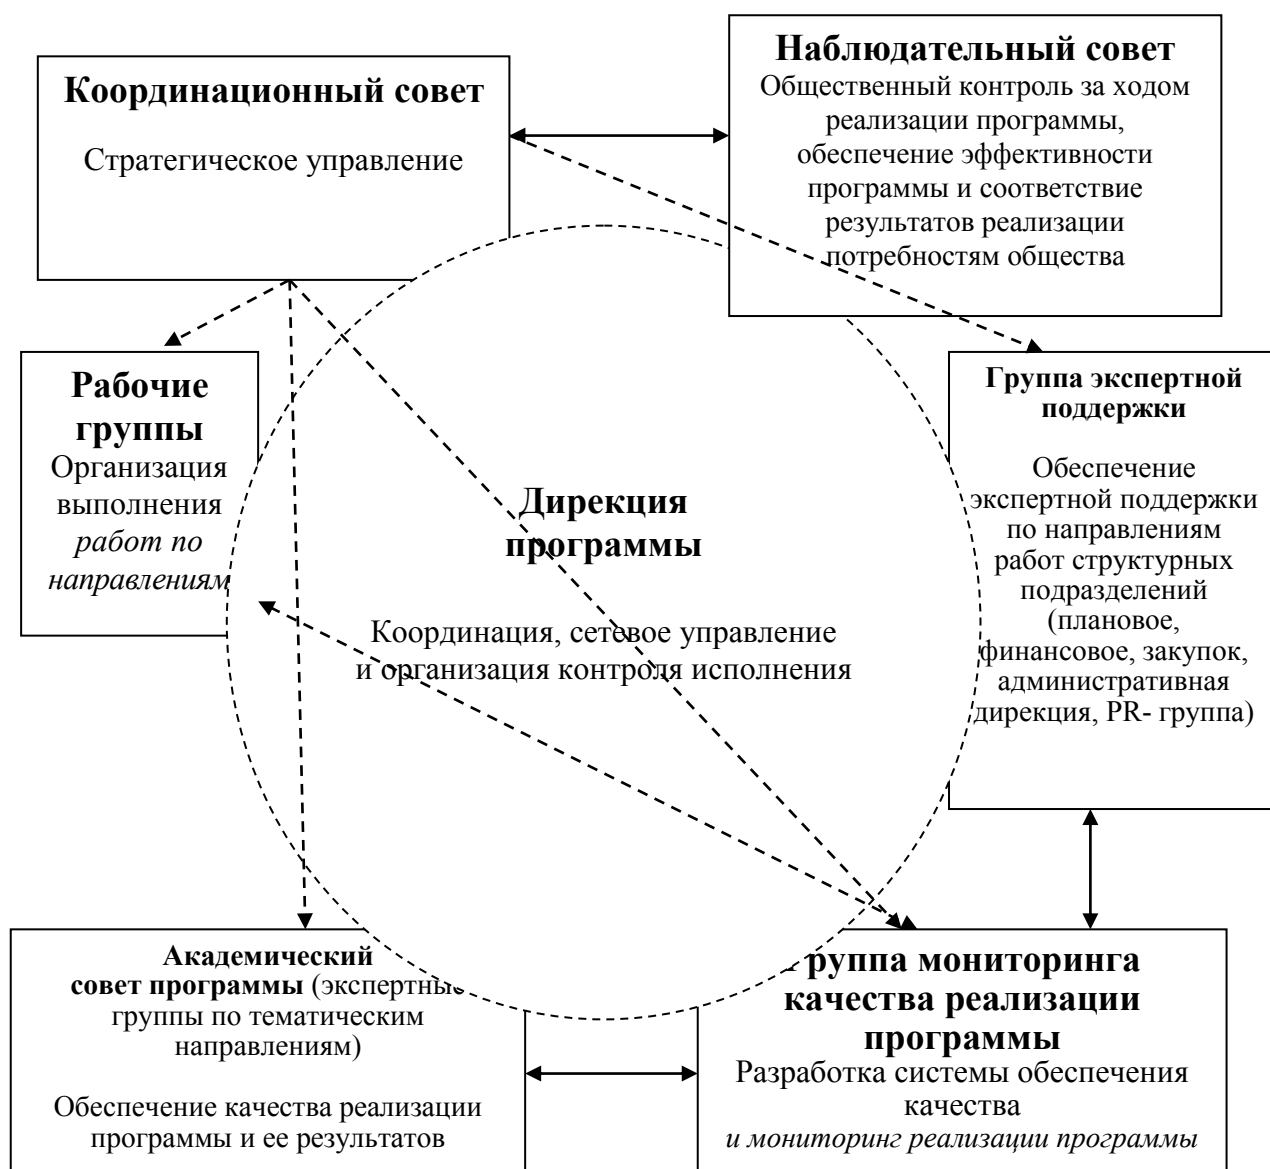 Координационный совет
Стратегическое управление
Наблюдательный совет
Общественный контроль за ходом
реализации программы,
обеспечение эффективности
программы и соответствие
результатов реализации
потребностям общества
Рабочие
группы
Организация
выполнения
работ по
направлениям
Дирекция
программы
Координация, сетевое управление
и организация контроля исполнения
Группа экспертной
поддержки
Обеспечение
экспертной поддержки
по направлениям
работ структурных
подразделений
(плановое,
финансовое, закупок,
административная
дирекция, PR- группа)
Академический
совет программы (экспертные
группы по тематическим
направлениям)
Обеспечение качества реализации
программы и ее результатов
Группа мониторинга
качества реализации
программы
Разработка системы обеспечения
качества
и мониторинг реализации программы